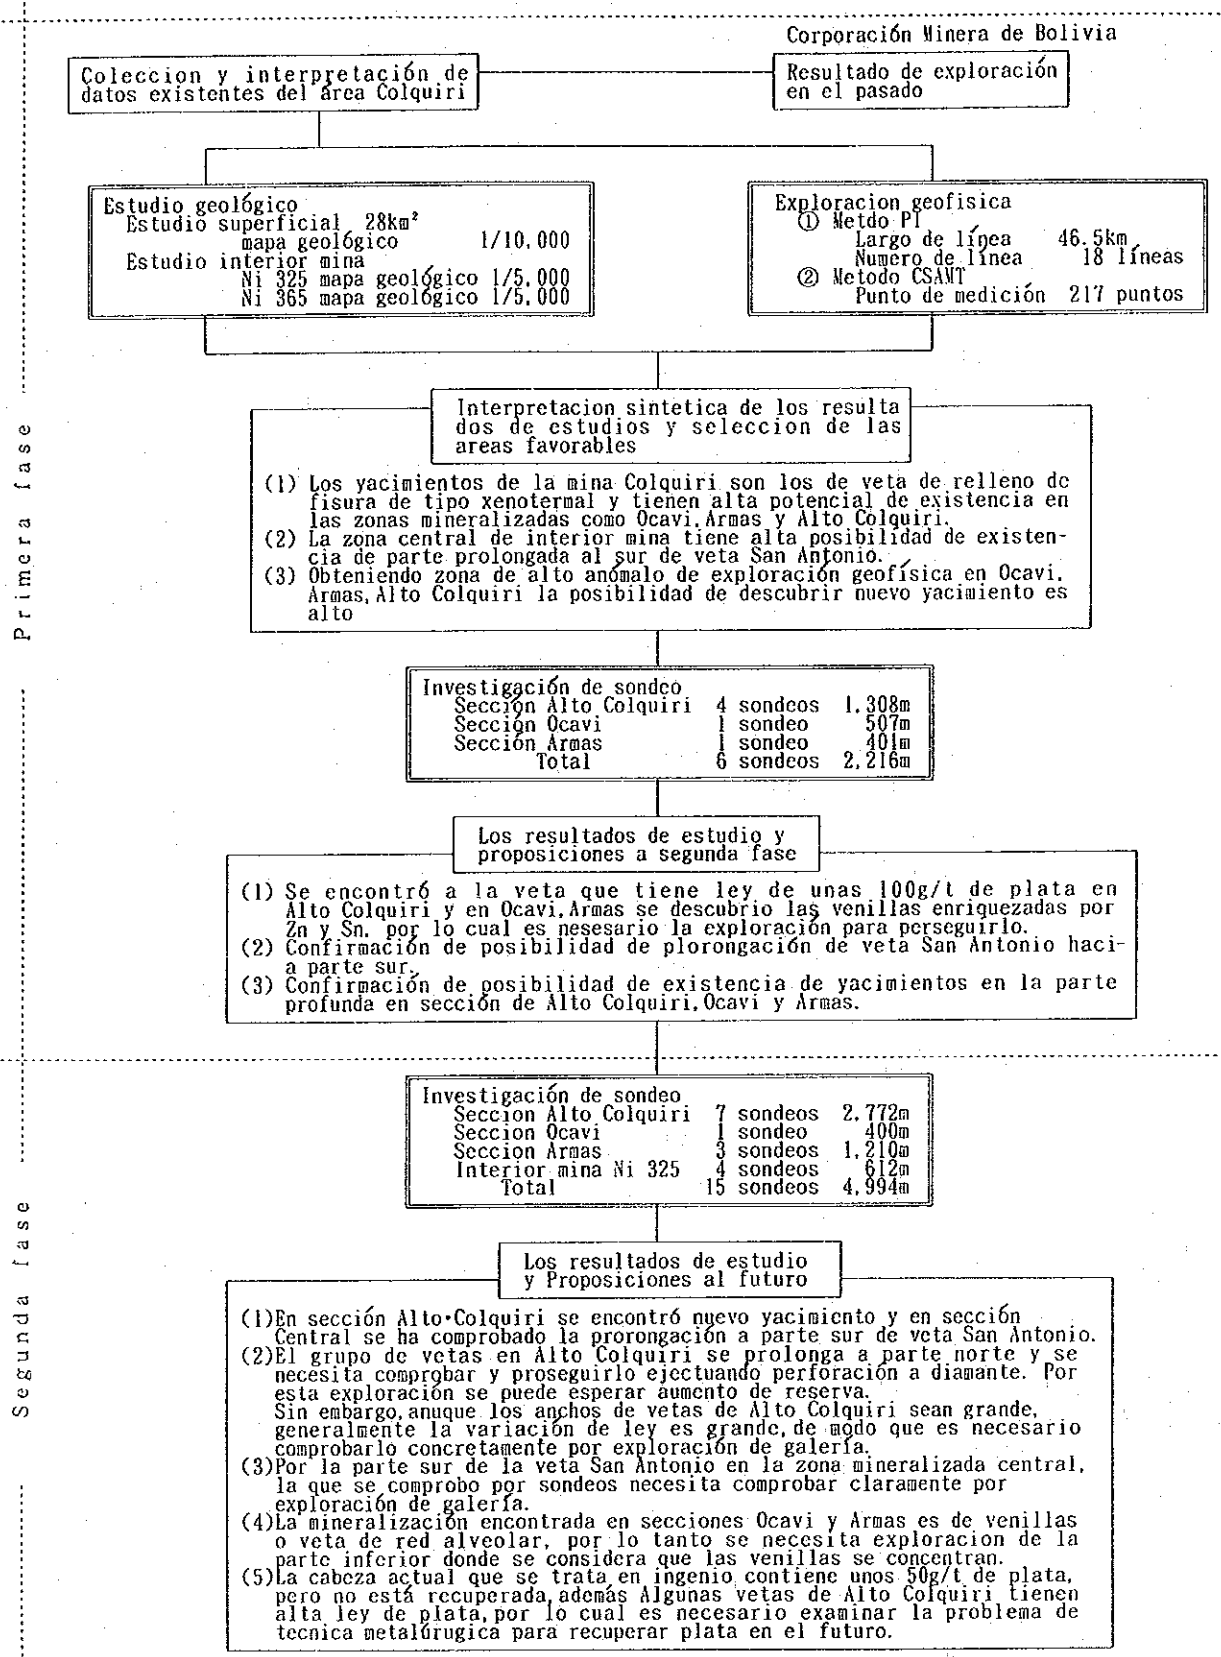 Corporación Minera de Bolivia
Coleccion y interpretación de
datos existentes del área Colquiri
Resultado de exploración
en el pasado
Estudio geológico
Estudio superficial 28km²
mapa geológico 1/10,000
Estudio interior mina
Ni 325 mapa geológico 1/5,000
Ni 365 mapa geológico 1/5,000
Exploracion geofisica
① Metdo PI
Largo de línea 46.5km
Numero de línea 18 líneas
② Metodo CSAMT
Punto de medición 217 puntos
Interpretacion sintetica de los resulta
dos de estudios y seleccion de las
areas favorables
(1) Los yacimientos de la mina Colquiri son los de veta de relleno de
fisura de tipo xenotermal y tienen alta potencial de existencia en
las zonas mineralizadas como Ocavi, Armas y Alto Colquiri.
(2) La zona central de interior mina tiene alta posibilidad de existen-
cia de parte prolongada al sur de veta San Antonio.
(3) Obteniendo zona de alto anómalo de exploración geofísica en Ocavi,
Armas, Alto Colquiri la posibilidad de descubrir nuevo yacimiento es
alto
Primera fase
Investigación de sondeo
Sección Alto Colquiri 4 sondeos 1,308m
Sección Ocavi 1 sondeo 507m
Sección Armas 1 sondeo 401m
Total 6 sondeos 2,216m
Los resultados de estudio y
proposiciones a segunda fase
(1) Se encontró a la veta que tiene ley de unas 100g/t de plata en
Alto Colquiri y en Ocavi, Armas se descubrio las venillas enriquezadas por
Zn y Sn. por lo cual es nesesario la exploración para perseguirlo.
(2) Confirmación de posibilidad de plorongación de veta San Antonio haci-
a parte sur.
(3) Confirmación de posibilidad de existencia de yacimientos en la parte
profunda en sección de Alto Colquiri, Ocavi y Armas.
Investigación de sondeo
Seccion Alto Colquiri 7 sondeos 2,772m
Seccion Ocavi 1 sondeo 400m
Seccion Armas 3 sondeos 1,210m
Interior mina Ni 325 4 sondeos 612m
Total 15 sondeos 4,994m
Los resultados de estudio
y Proposiciones al futuro
(1)En sección Alto·Colquiri se encontró nuevo yacimiento y en sección
Central se ha comprobado la prorongación a parte sur de veta San Antonio.
(2)El grupo de vetas en Alto Colquiri se prolonga a parte norte y se
necesita comprobar y proseguirlo ejectuando perforación a diamante. Por
esta exploración se puede esperar aumento de reserva.
Sin embargo, anuque los anchos de vetas de Alto Colquiri sean grande,
generalmente la variación de ley es grande, de modo que es necesario
comprobarlo concretamente por exploración de galería.
(3)Por la parte sur de la veta San Antonio en la zona mineralizada central,
la que se comprobo por sondeos necesita comprobar claramente por
exploración de galería.
(4)La mineralización encontrada en secciones Ocavi y Armas es de venillas
o veta de red alveolar, por lo tanto se necesita exploracion de la
parte inferior donde se considera que las venillas se concentran.
(5)La cabeza actual que se trata en ingenio contiene unos 50g/t de plata,
pero no está recuperada además Algunas vetas de Alto Colquiri tienen
alta ley de plata, por lo cual es necesario examinar la problema de
tecnica metalúrugica para recuperar plata en el futuro.
Segunda fase